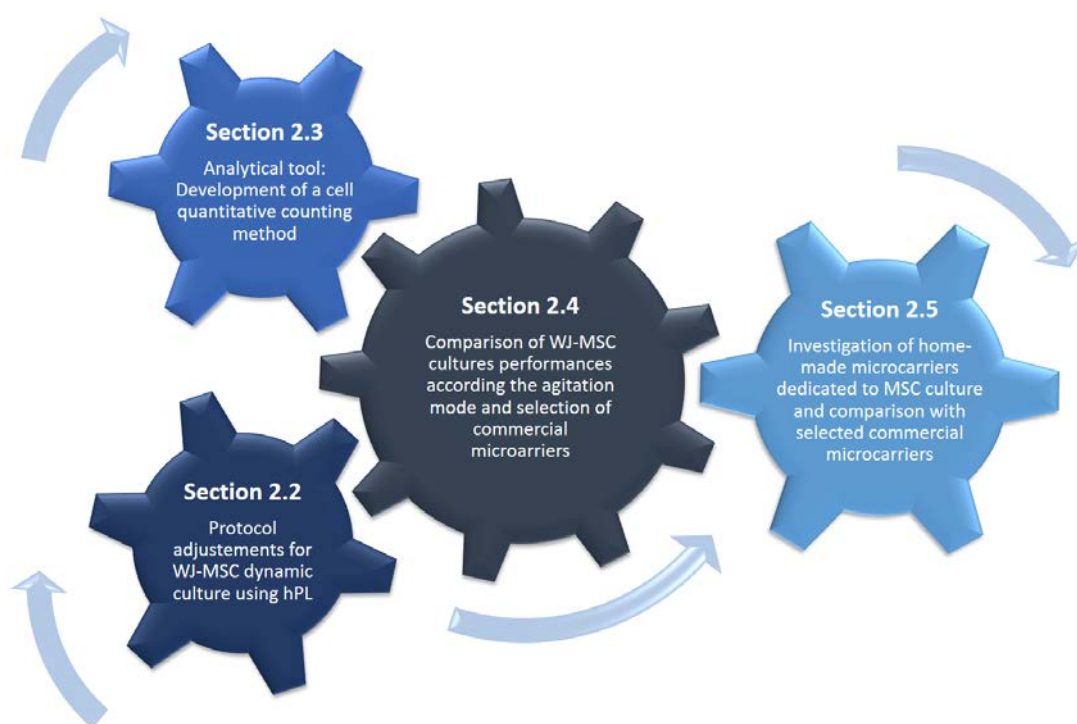 Section 2.3
Analytical tool:
Development of a cell
quantitative counting
method
Section 2.4
Comparison of WJ-MSC
cultures performances
according the agitation
mode and selection of
commercial
microarriers
Section 2.5
Investigation of home-
made microcarriers
dedicated to MSC culture
and comparison with
selected commercial
microcarriers
Section 2.2
Protocol
adjustements for
WJ-MSC dynamic
culture using hPL